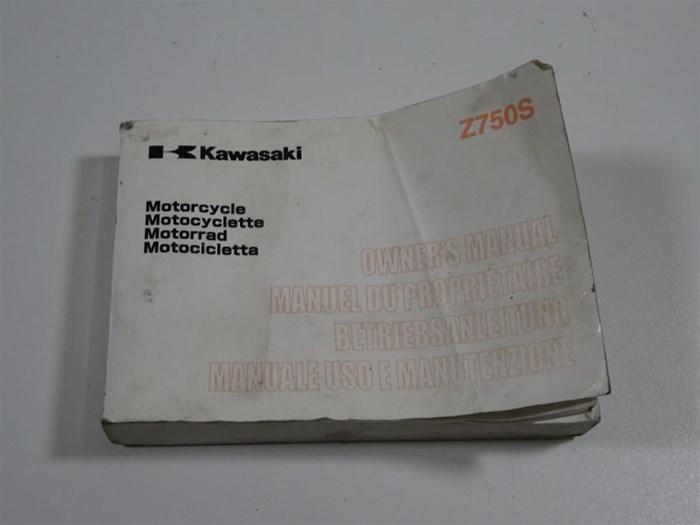 Z750S
Kawasaki
Motorcycle
Motocyclette
Motorrad
Motocicletta
OWNER'S MANUAL
MANUEL DU PROPRIÉTAIRE
BETRIEBSANLEITUNG
MANUALE USO E MANUTENZIONE